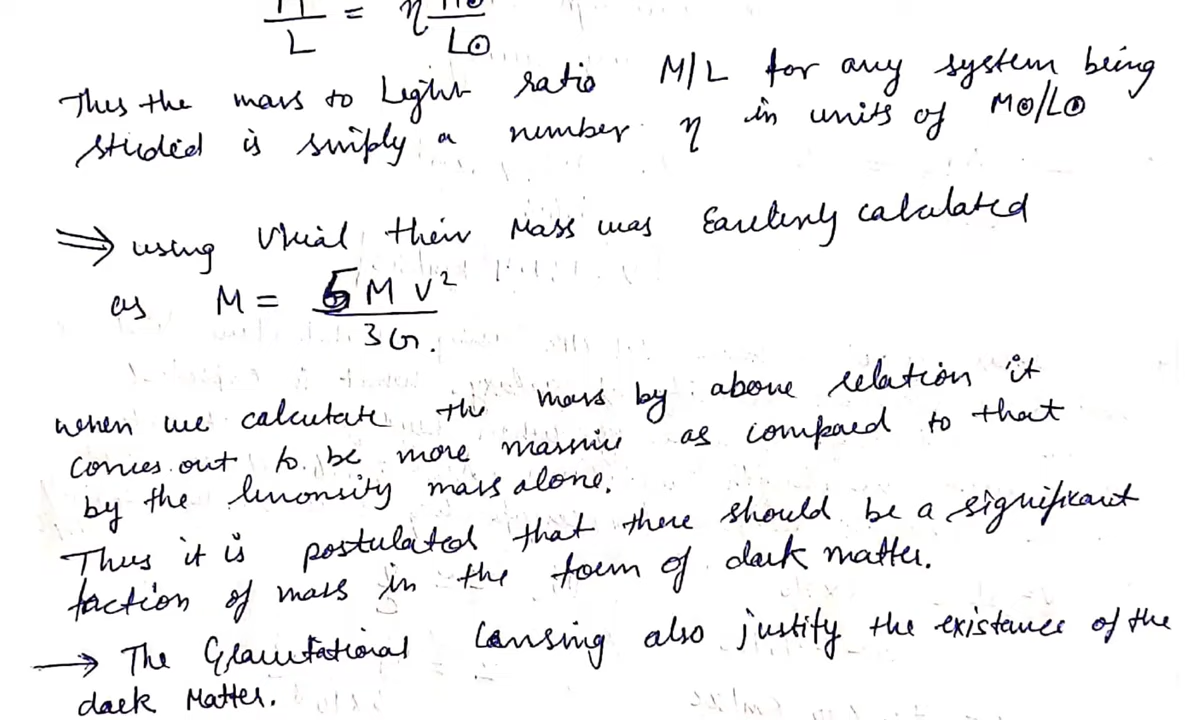 M/L = η M⊙/L⊙
Thus the mass to Light ratio M/L for any system being
studied is simply a number η in units of M⊙/L⊙
⇒ using Virial their Mass was Earlierly calculated
as M = 5 M V²
3G.
when we calculate the mass by above relation it
comes out to be more massive as compared to that
by the luminosity mass alone.
Thus it is postulated that there should be a significant
faction of mass in the form of dark matter.
→ The Gravitational Lensing also justify the existance of the
dark Matter.